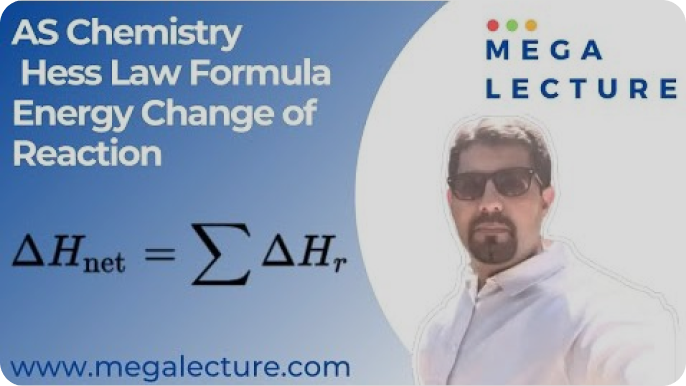 AS Chemistry
Hess Law Formula
Energy Change of
Reaction
MEGA
LECTURE
ΔH_net = ∑ ΔH_r
www.megalecture.com